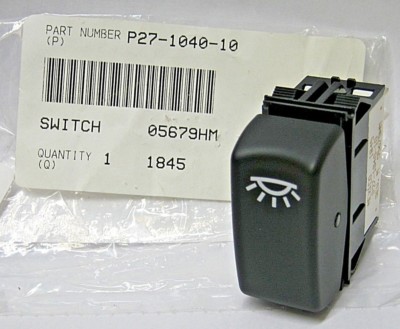 PART NUMBER P27-1040-10
(P)
SWITCH 05679HM
QUANTITY 1 1845
(Q)